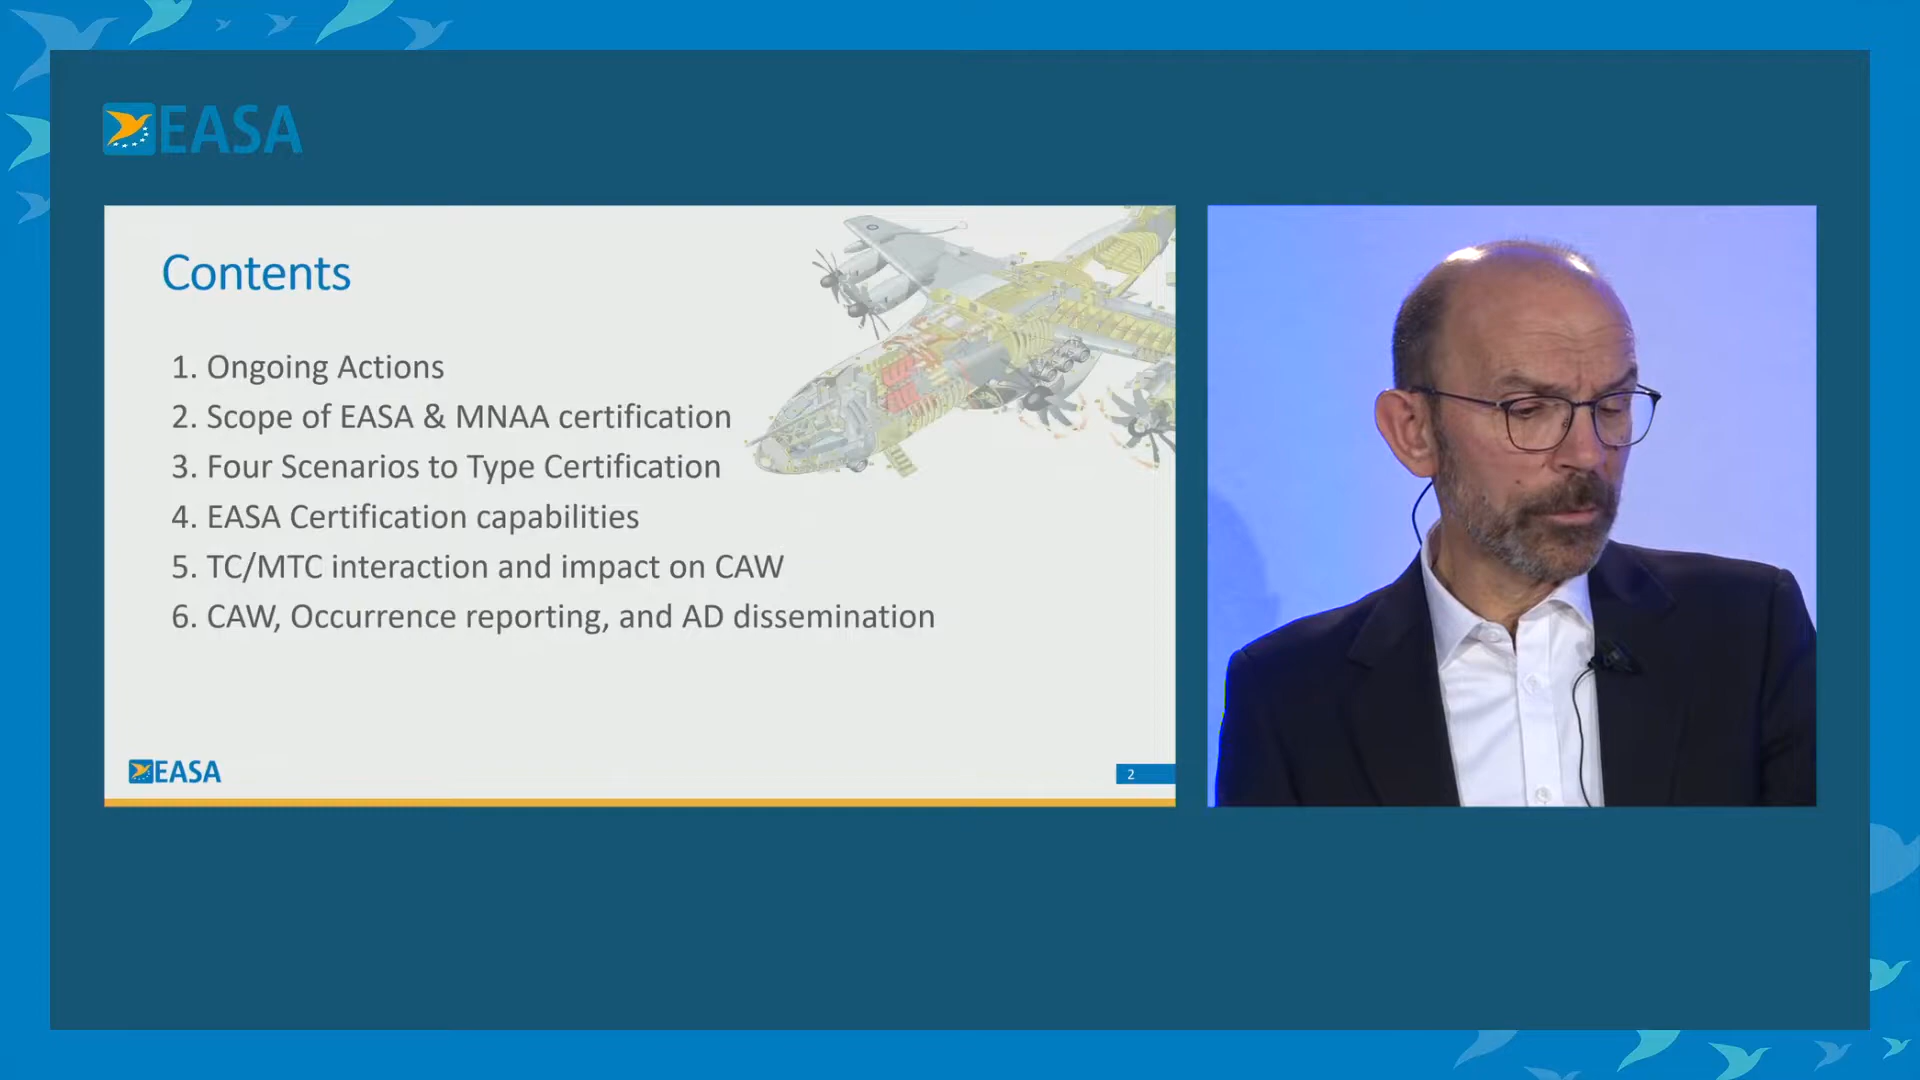 EASA
Contents
1. Ongoing Actions
2. Scope of EASA & MNAA certification
3. Four Scenarios to Type Certification
4. EASA Certification capabilities
5. TC/MTC interaction and impact on CAW
6. CAW, Occurrence reporting, and AD dissemination
EASA
2